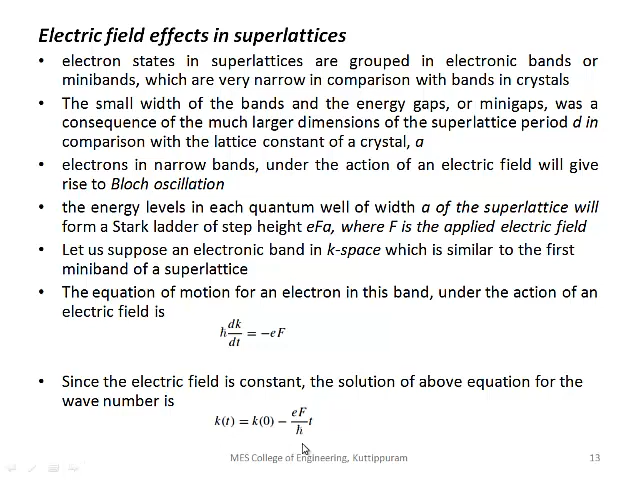 Electric field effects in superlattices
• electron states in superlattices are grouped in electronic bands or
minibands, which are very narrow in comparison with bands in crystals
• The small width of the bands and the energy gaps, or minigaps, was a
consequence of the much larger dimensions of the superlattice period d in
comparison with the lattice constant of a crystal, a
• electrons in narrow bands, under the action of an electric field will give
rise to Bloch oscillation
• the energy levels in each quantum well of width a of the superlattice will
form a Stark ladder of step height eFa, where F is the applied electric field
• Let us suppose an electronic band in k-space which is similar to the first
miniband of a superlattice
• The equation of motion for an electron in this band, under the action of an
electric field is
ħ dk/dt = −eF
• Since the electric field is constant, the solution of above equation for the
wave number is
k(t) = k(0) − eF/ħ t
MES College of Engineering, Kuttippuram 13